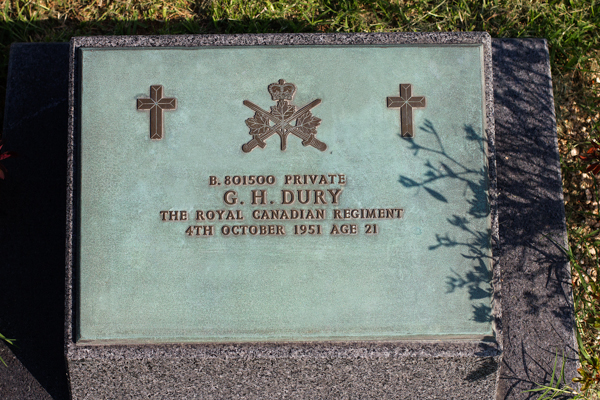 B.801500 PRIVATE
G. H. DURY
THE ROYAL CANADIAN REGIMENT
4TH OCTOBER 1951 AGE 21